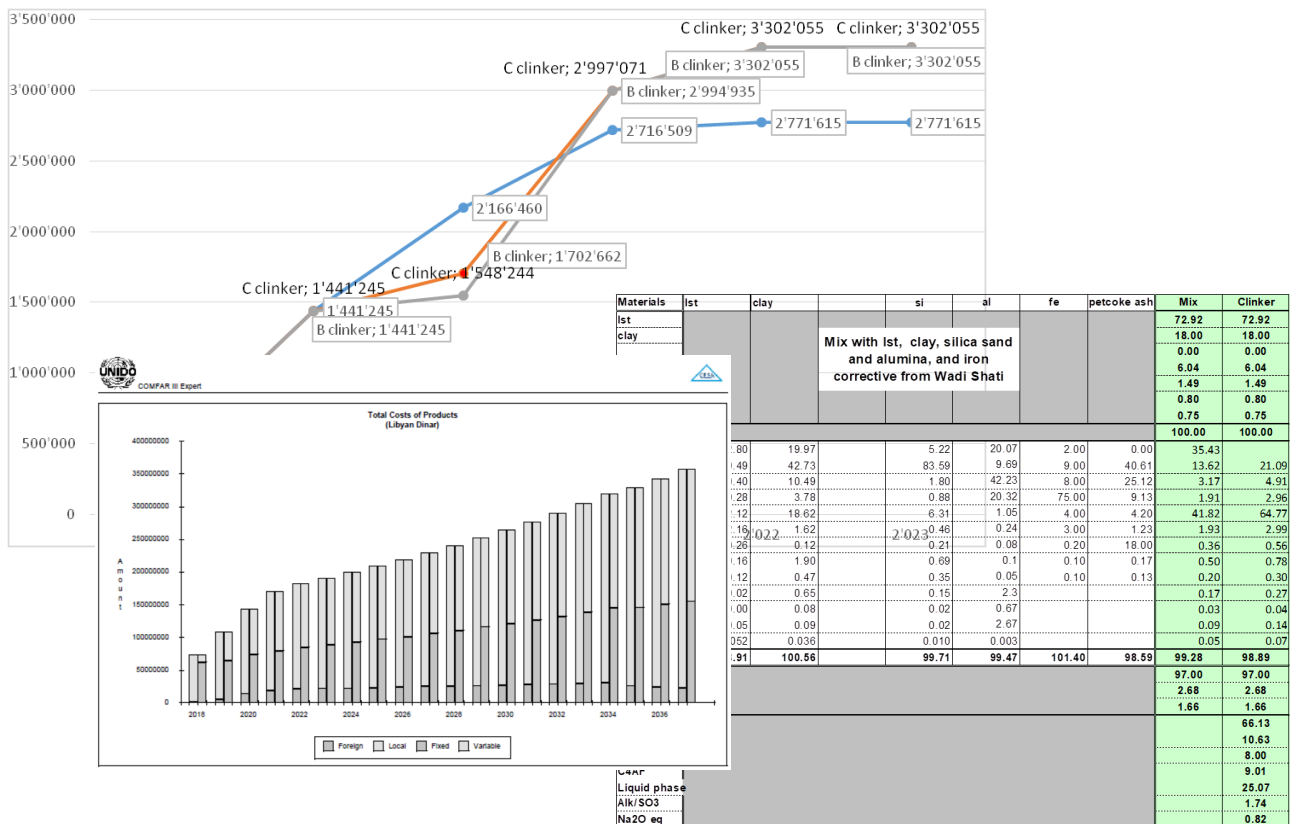 3'500'000
C clinker; 3'302'055 C clinker; 3'302'055
B clinker; 3'302'055
B clinker; 3'302'055
C clinker; 2'997'071
3'000'000
B clinker; 2'994'935
2'716'509
2'771'615
2'771'615
2'500'000
2'166'460
2'000'000
B clinker; 1'702'662
C clinker; 1'548'244
C clinker; 1'441'245
1'500'000
1'441'245
B clinker; 1'441'245
1'000'000
500'000
0
2'022 2'023
UNIDO
COMFAR III Expert
CESA
Total Costs of Products
(Libyan Dinar)
400000000
350000000
300000000
250000000
200000000
150000000
100000000
50000000
0
Amount
2018 2020 2022 2024 2026 2028 2030 2032 2034 2036
Foreign Local Fixed Variable
Materials lst clay si al fe petcoke ash Mix Clinker
lst 72.92 72.92
clay 18.00 18.00
Mix with lst, clay, silica sand
and alumina, and iron
corrective from Wadi Shati
0.00 0.00
6.04 6.04
1.49 1.49
0.80 0.80
0.75 0.75
100.00 100.00
.80 19.97 5.22 20.07 2.00 0.00 35.43
.49 42.73 83.59 9.69 9.00 40.61 13.62 21.09
.40 10.49 1.80 42.23 8.00 25.12 3.17 4.91
.28 3.78 0.88 20.32 75.00 9.13 1.91 2.96
.12 18.62 6.31 1.05 4.00 4.20 41.82 64.77
.16 1.62 0.46 0.24 3.00 1.23 1.93 2.99
.26 0.12 0.21 0.08 0.20 18.00 0.36 0.56
.16 1.90 0.69 0.1 0.10 0.17 0.50 0.78
.12 0.47 0.35 0.05 0.10 0.13 0.20 0.30
.02 0.65 0.15 2.3 0.17 0.27
.00 0.08 0.02 0.67 0.03 0.04
.05 0.09 0.02 2.67 0.09 0.14
052 0.036 0.010 0.003 0.05 0.07
.91 100.56 99.71 99.47 101.40 98.59 99.28 98.89
97.00 97.00
2.68 2.68
1.66 1.66
66.13
10.63
8.00
C4AF 9.01
Liquid phase 25.07
Alk/SO3 1.74
Na2O eq 0.82